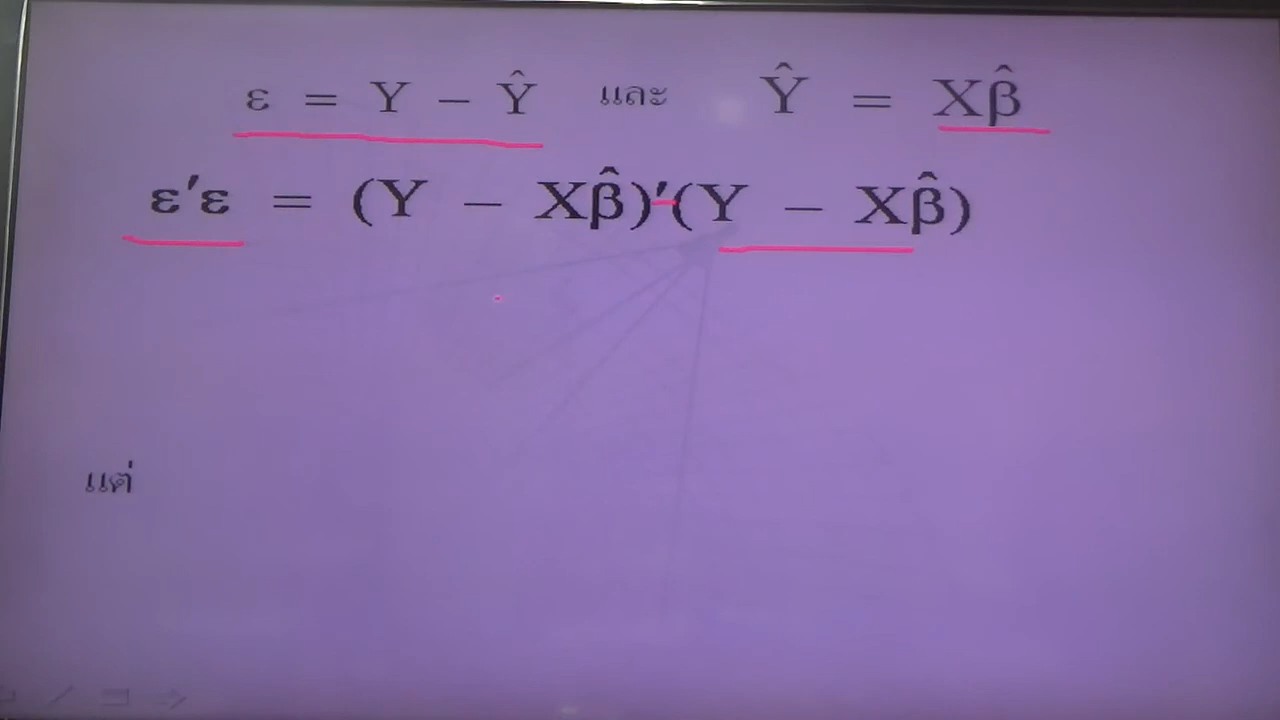 ε = Y − Ŷ และ Ŷ = Xβ̂
ε′ε = (Y − Xβ̂)′(Y − Xβ̂)
แต่